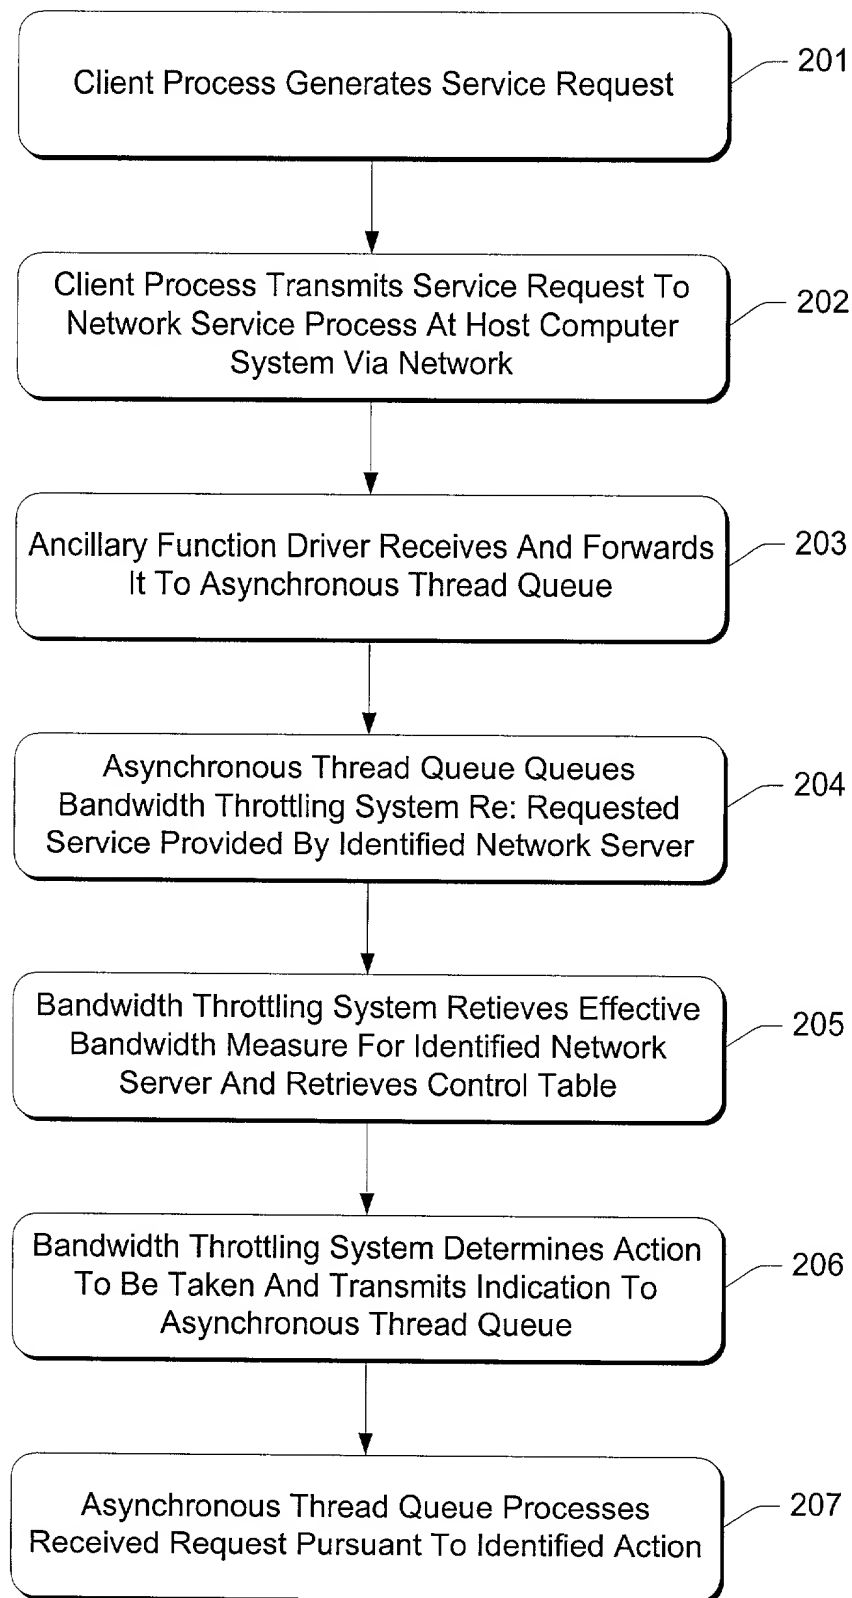 Client Process Generates Service Request
201
Client Process Transmits Service Request To
Network Service Process At Host Computer
System Via Network
202
Ancillary Function Driver Receives And Forwards
It To Asynchronous Thread Queue
203
Asynchronous Thread Queue Queues
Bandwidth Throttling System Re: Requested
Service Provided By Identified Network Server
204
Bandwidth Throttling System Retieves Effective
Bandwidth Measure For Identified Network
Server And Retrieves Control Table
205
Bandwidth Throttling System Determines Action
To Be Taken And Transmits Indication To
Asynchronous Thread Queue
206
Asynchronous Thread Queue Processes
Received Request Pursuant To Identified Action
207